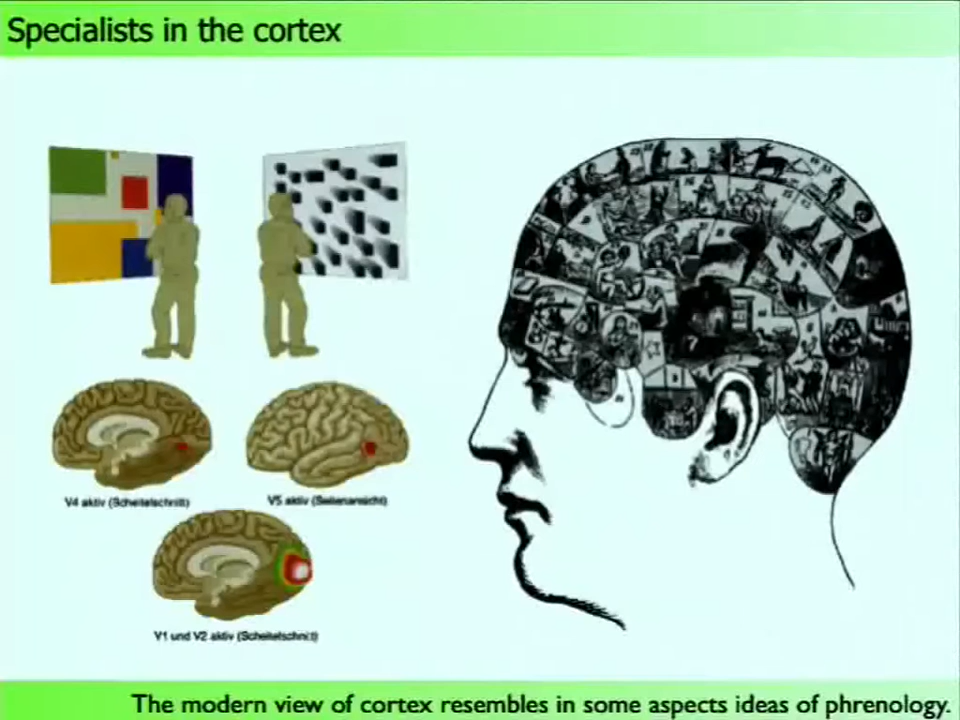 Specialists in the cortex
V4 aktiv (Scheitelschnitt)
V5 aktiv (Seitenansicht)
V1 und V2 aktiv (Scheitelschnitt)
The modern view of cortex resembles in some aspects ideas of phrenology.